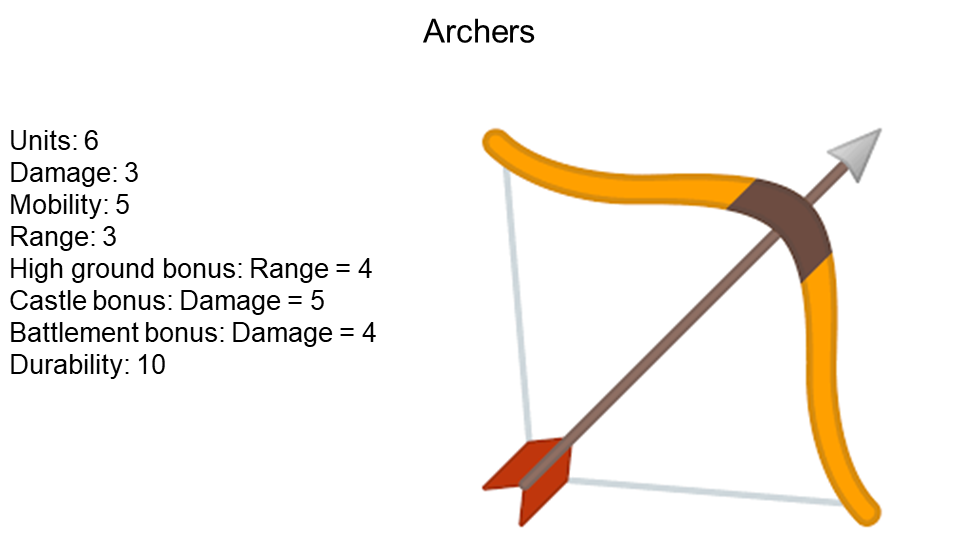 Archers
Units: 6
Damage: 3
Mobility: 5
Range: 3
High ground bonus: Range = 4
Castle bonus: Damage = 5
Battlement bonus: Damage = 4
Durability: 10